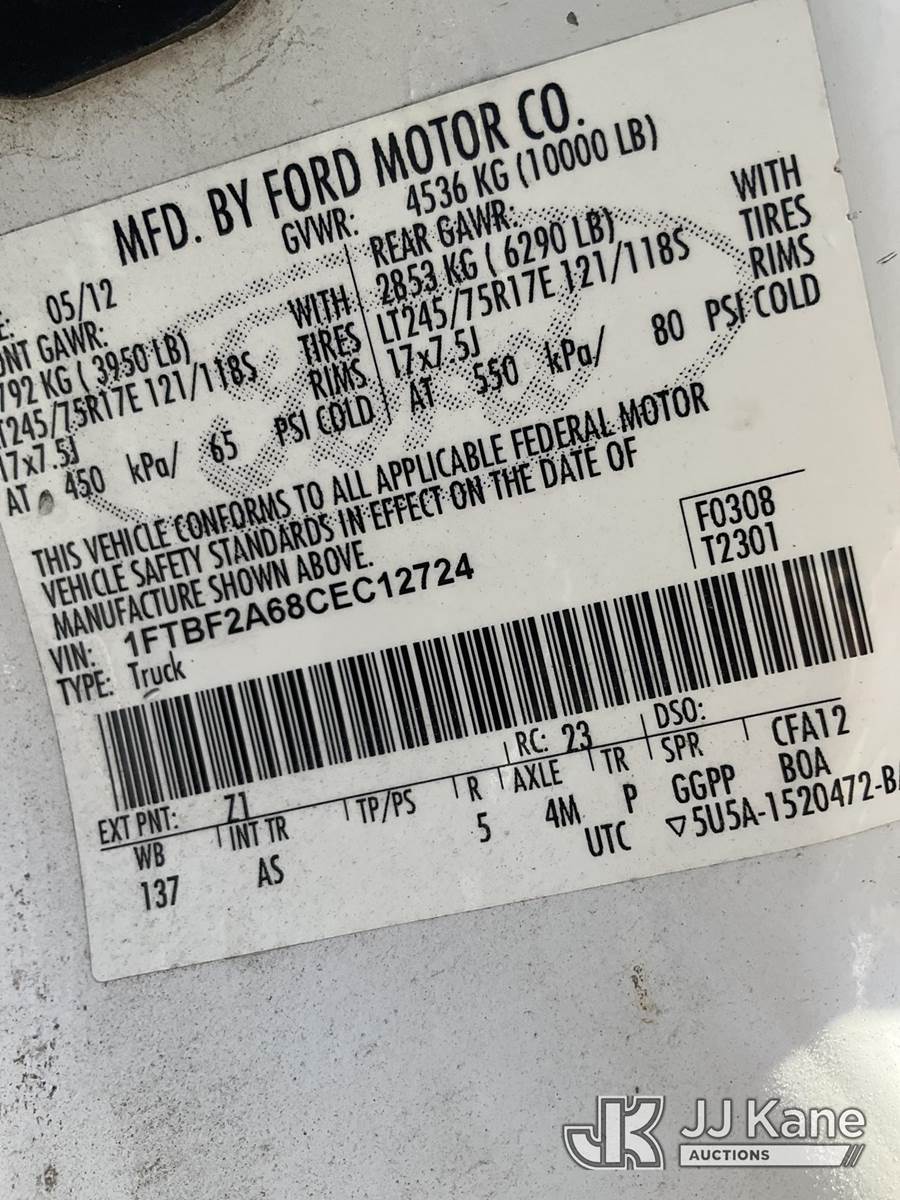 MFD. BY FORD MOTOR CO.
05/12
GVWR: 4536 KG (10000 LB)
GAWR: REAR GAWR:
792 KG ( 3950 LB) WITH 2853 KG ( 6290 LB) WITH
245/75R17E 121/118S TIRES LT245/75R17E 121/118S TIRES
17x7.5J RIMS 17x7.5J RIMS
AT 450 kPa/ 65 PSI COLD AT 550 kPa/ 80 PSI COLD
THIS VEHICLE CONFORMS TO ALL APPLICABLE FEDERAL MOTOR
VEHICLE SAFETY STANDARDS IN EFFECT ON THE DATE OF
MANUFACTURE SHOWN ABOVE.
F0308
T2301
VIN: 1FTBF2A68CEC12724
TYPE: Truck
EXT PNT: Z1 RC: 23 DSO:
WB INT TR TP/PS R AXLE TR SPR CFA12
137 AS 5 4M P GGPP BOA
UTC ▽5U5A-1520472-B
JK JJ Kane
AUCTIONS